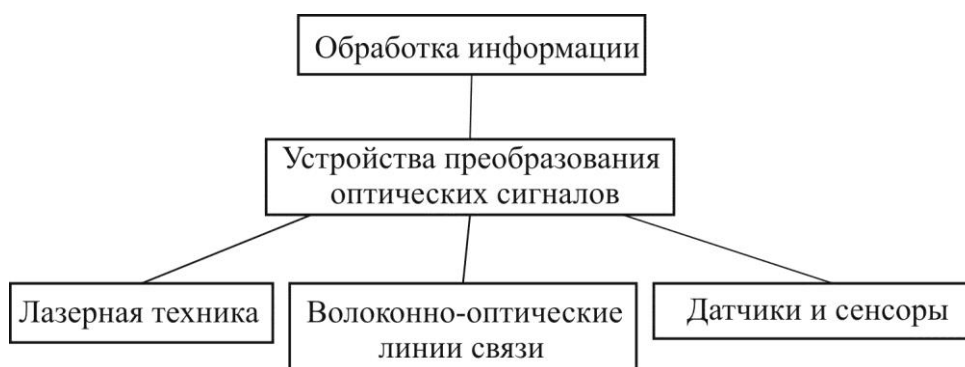 Обработка информации
Устройства преобразования
оптических сигналов
Лазерная техника
Волоконно-оптические
линии связи
Датчики и сенсоры